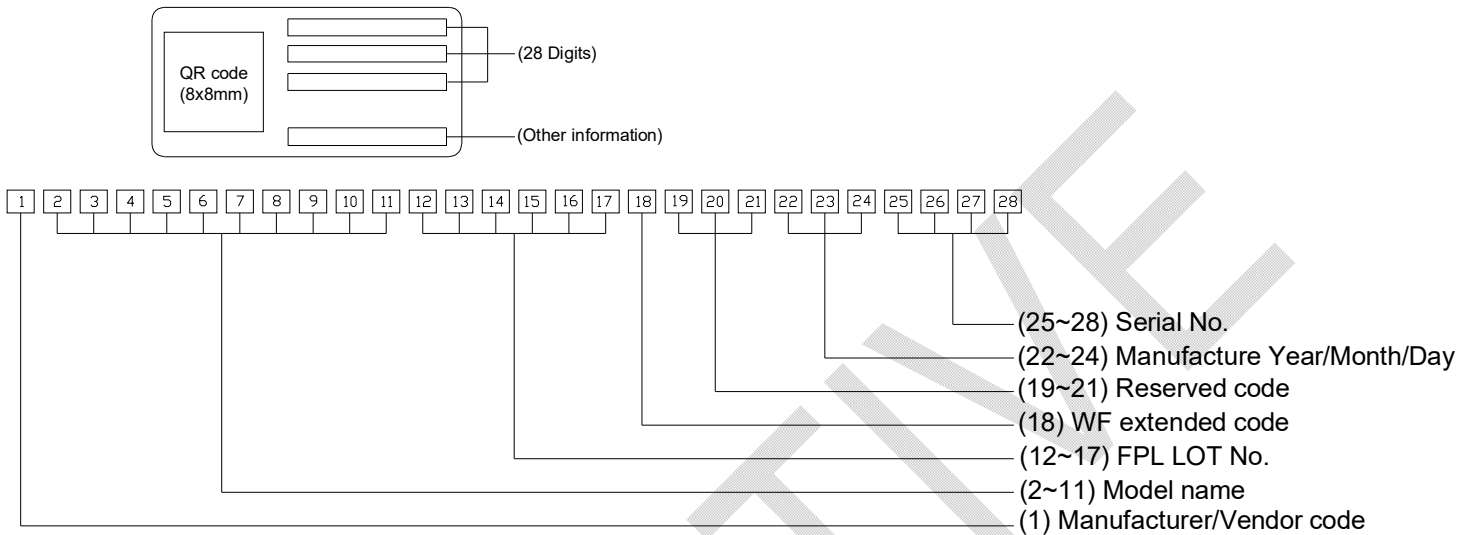 QR code
(8x8mm)
(28 Digits)
(Other information)
1 2 3 4 5 6 7 8 9 10 11 12 13 14 15 16 17 18 19 20 21 22 23 24 25 26 27 28
(25~28) Serial No.
(22~24) Manufacture Year/Month/Day
(19~21) Reserved code
(18) WF extended code
(12~17) FPL LOT No.
(2~11) Model name
(1) Manufacturer/Vendor code
TIVE